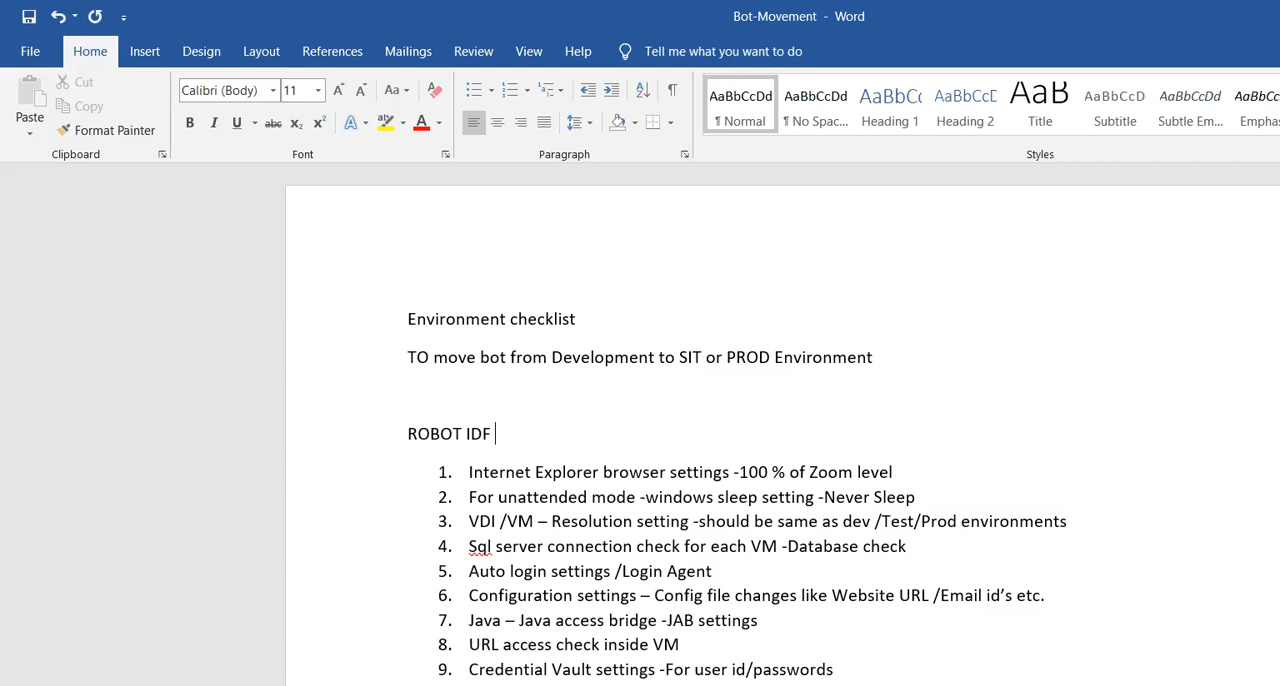 Bot-Movement - Word
File Home Insert Design Layout References Mailings Review View Help Tell me what you want to do
Paste
Cut
Copy
Format Painter
Clipboard
Calibri (Body) 11
Aa
B I U abc X₂ X² A ab A
Font
Paragraph
AaBbCcDd AaBbCcDd AaBbCc AaBbCcD AaB AaBbCcD AaBbCcDd AaBbCc
¶ Normal ¶ No Spac... Heading 1 Heading 2 Title Subtitle Subtle Em... Empha
Styles
Environment checklist
TO move bot from Development to SIT or PROD Environment
ROBOT IDF
1. Internet Explorer browser settings -100 % of Zoom level
2. For unattended mode -windows sleep setting -Never Sleep
3. VDI /VM – Resolution setting -should be same as dev /Test/Prod environments
4. Sql server connection check for each VM -Database check
5. Auto login settings /Login Agent
6. Configuration settings – Config file changes like Website URL /Email id’s etc.
7. Java – Java access bridge -JAB settings
8. URL access check inside VM
9. Credential Vault settings -For user id/passwords